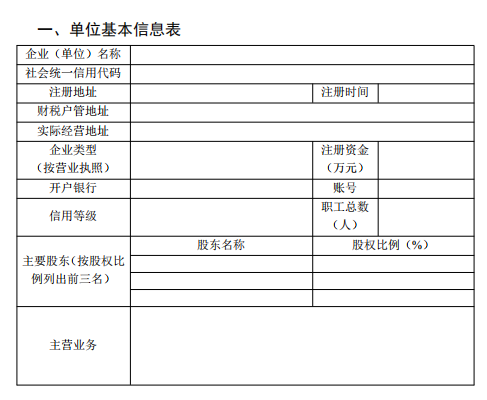 一、单位基本信息表
企业（单位）名称
社会统一信用代码
注册地址 注册时间
财税户管地址
实际经营地址
企业类型
（按营业执照）
注册资金
（万元）
开户银行 账号
信用等级
职工总数
（人）
主要股东（按股权比
例列出前三名）
股东名称 股权比例（%）
主营业务